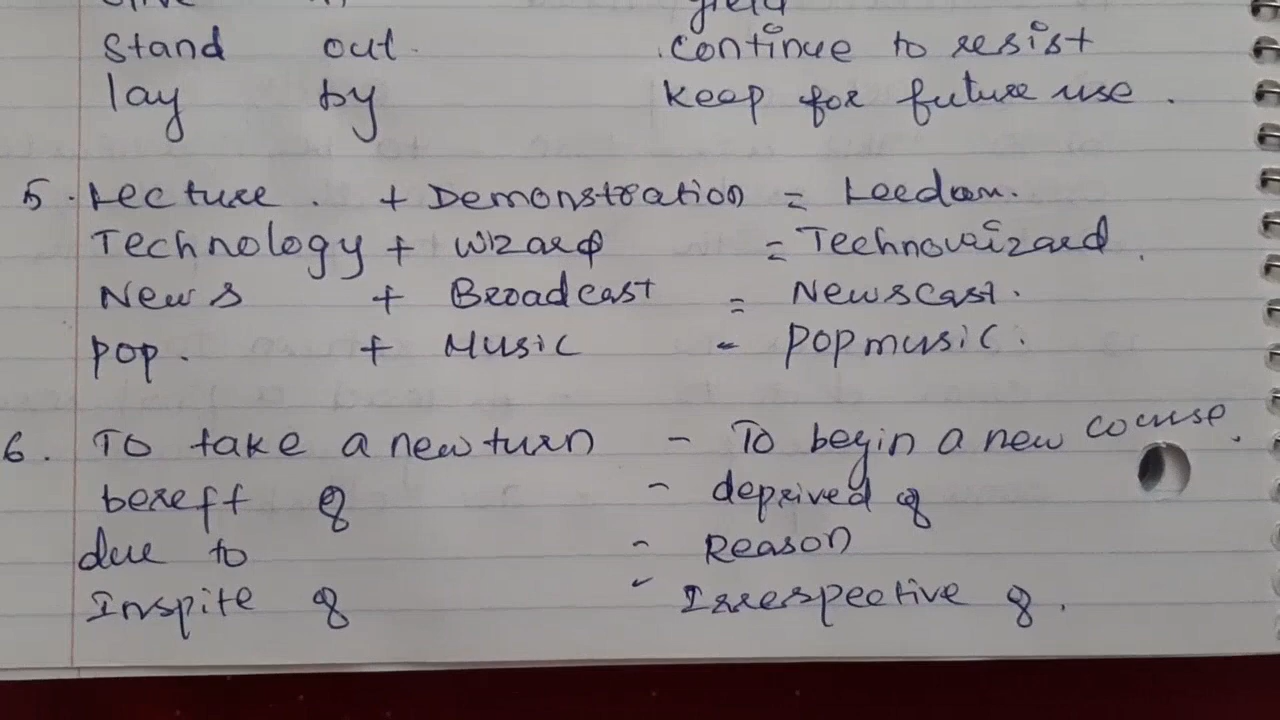 yield
stand out. continue to resist
lay by keep for future use.
5. Lecture. + Demonstration = Leedem.
Technology + Wizard = Technowizard.
News + Broadcast = Newscast.
Pop. + Music - Popmusic.
6. To take a new turn - To begin a new course.
bereft of - deprived of
due to - Reason
Inspite of - Irrespective of.